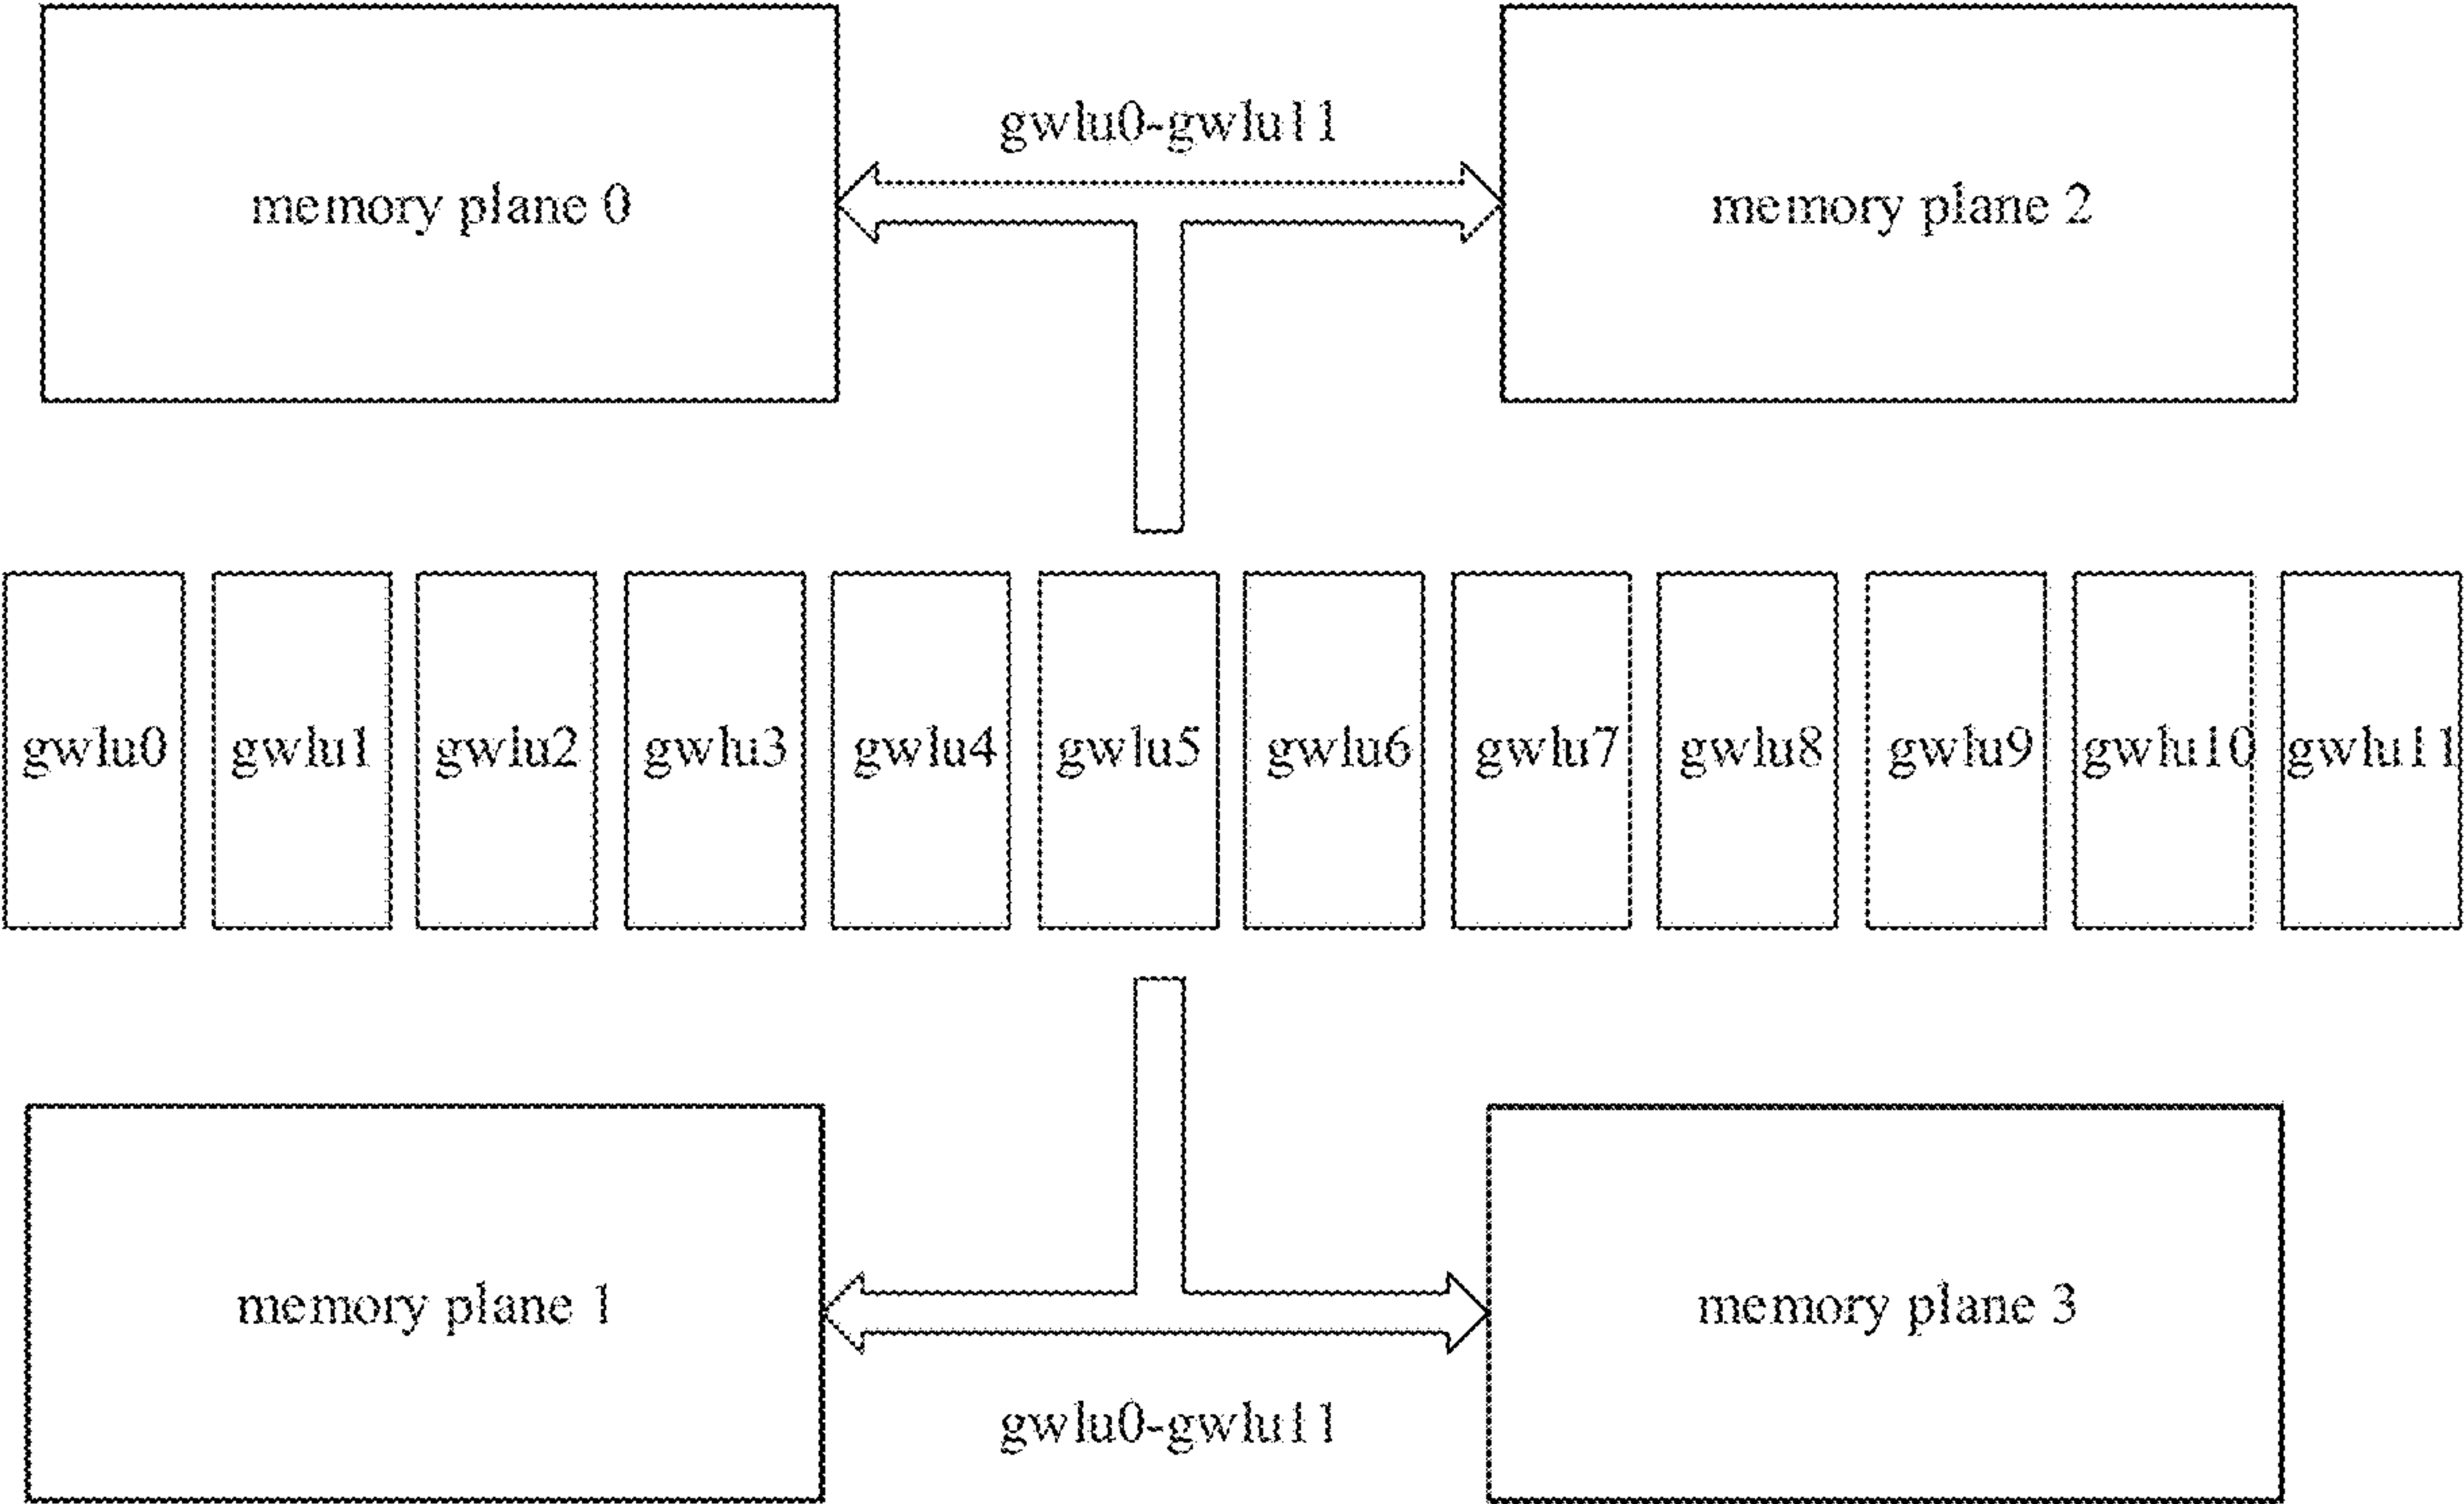 gwlu0-gwlu11
memory plane 0
memory plane 2
gwlu0
gwlu1
gwlu2
gwlu3
gwlu4
gwlu5
gwlu6
gwlu7
gwlu8
gwlu9
gwlu10
gwlu11
memory plane 1
memory plane 3
gwlu0-gwlu11